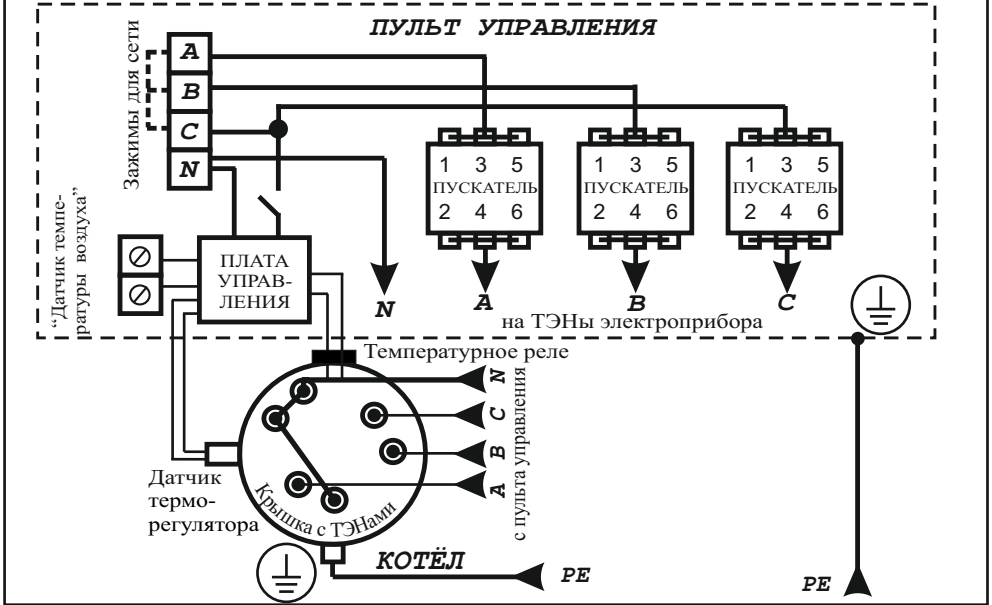 ПУЛЬТ УПРАВЛЕНИЯ
Зажимы для сети
A
B
C
N
1 3 5
ПУСКАТЕЛЬ
2 4 6
1 3 5
ПУСКАТЕЛЬ
2 4 6
1 3 5
ПУСКАТЕЛЬ
2 4 6
“Датчик темпе-
ратуры воздуха”
ПЛАТА
УПРАВ-
ЛЕНИЯ
N
A
B
C
на ТЭНы электроприбора
Температурное реле
N
C
B
A
с пульта управления
Датчик
термо-
регулятора
Крышка с ТЭНами
КОТЁЛ
PE
PE